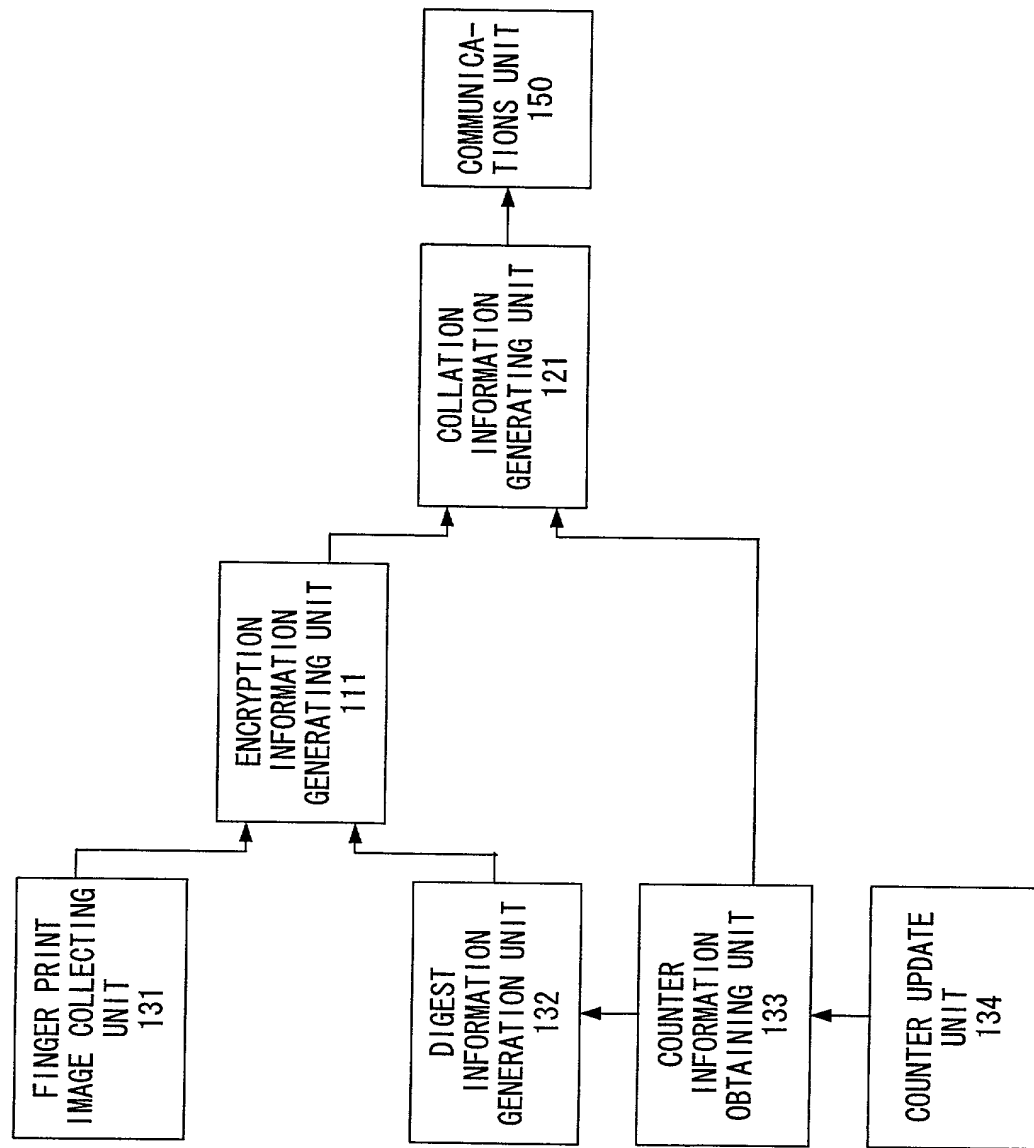 FINGER PRINT
IMAGE COLLECTING
UNIT
131
DIGEST
INFORMATION
GENERATION UNIT
132
COUNTER
INFORMATION
OBTAINING UNIT
133
COUNTER UPDATE
UNIT
134
ENCRYPTION
INFORMATION
GENERATING UNIT
111
COLLATION
INFORMATION
GENERATING UNIT
121
COMMUNICA-
TIONS UNIT
150